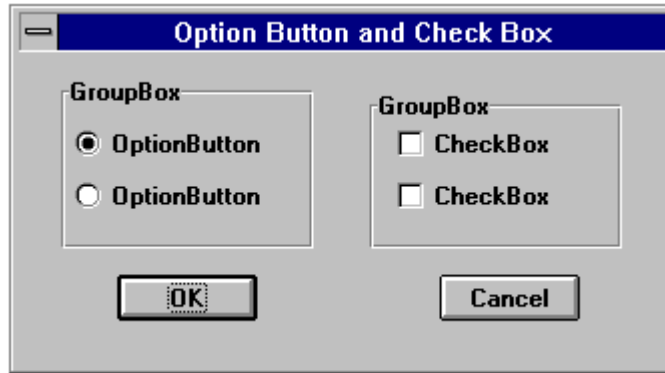 Option Button and Check Box
GroupBox
OptionButton
OptionButton
GroupBox
CheckBox
CheckBox
OK
Cancel